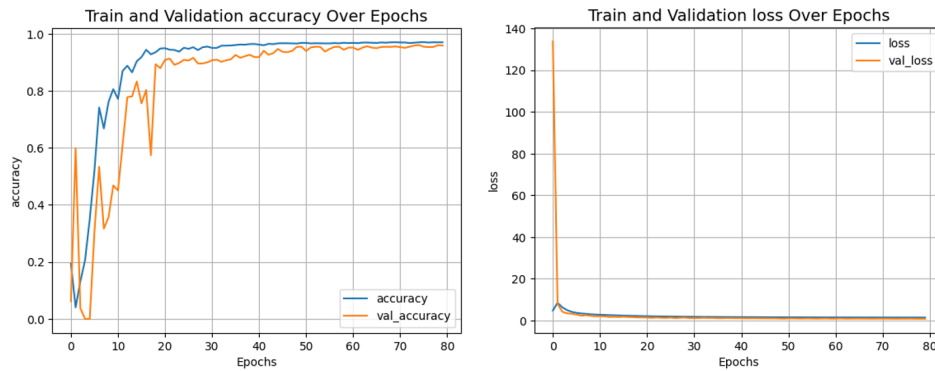 Train and Validation accuracy Over Epochs
1.0
0.8
0.6
0.4
0.2
0.0
accuracy
accuracy
val_accuracy
0 10 20 30 40 50 60 70 80
Epochs
Train and Validation loss Over Epochs
140
120
100
80
60
40
20
0
loss
loss
val_loss
0 10 20 30 40 50 60 70 80
Epochs